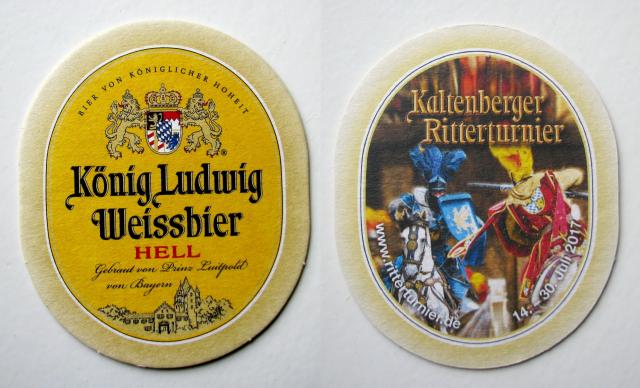 BIER VON KÖNIGLICHER HOHEIT
König Ludwig
Weissbier
HELL
Gebraut von Prinz Luitpold
von Bayern
Kaltenberger
Ritterturnier
www.ritterturnier.de
14. - 30. Juli 2017